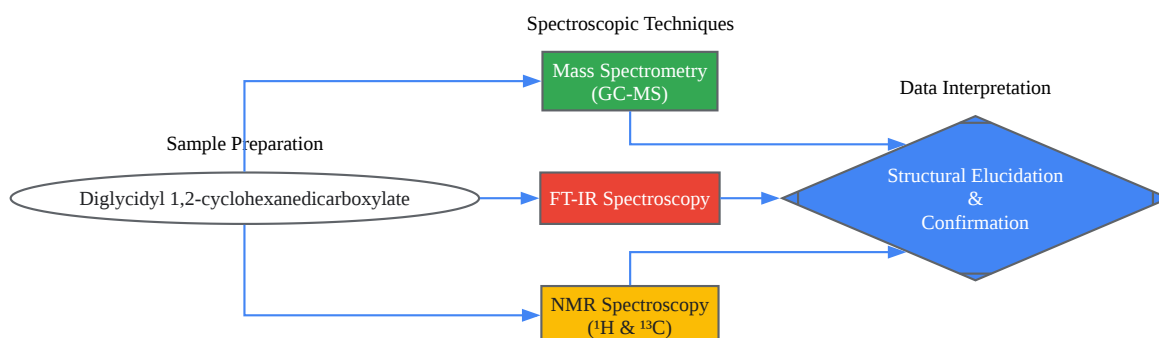 Spectroscopic Techniques
Mass Spectrometry
(GC-MS)
Data Interpretation
Sample Preparation
Diglycidyl 1,2-cyclohexanedicarboxylate
FT-IR Spectroscopy
Structural Elucidation
&
Confirmation
NMR Spectroscopy
(¹H & ¹³C)